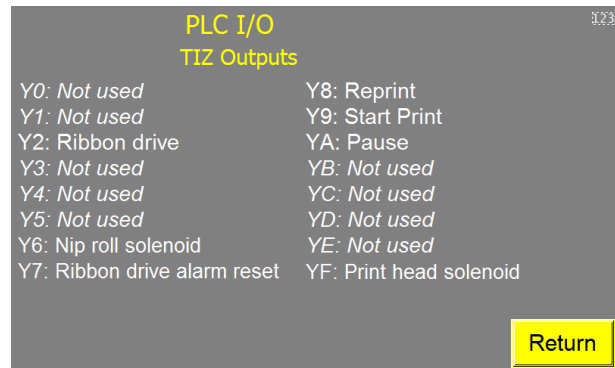 PLC I/O
123
TIZ Outputs
Y0: Not used
Y1: Not used
Y2: Ribbon drive
Y3: Not used
Y4: Not used
Y5: Not used
Y6: Nip roll solenoid
Y7: Ribbon drive alarm reset
Y8: Reprint
Y9: Start Print
YA: Pause
YB: Not used
YC: Not used
YD: Not used
YE: Not used
YF: Print head solenoid
Return